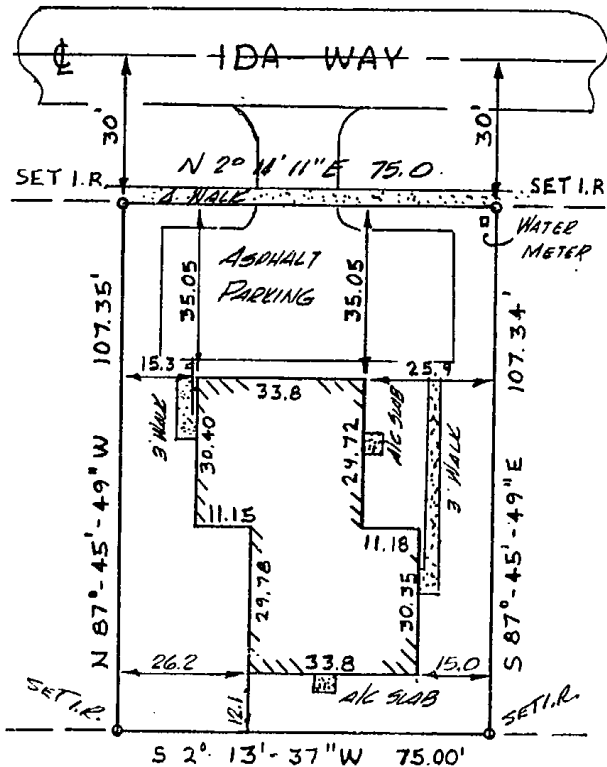 ℄ IDA WAY
30'
30'
N 2° 14' 11" E 75.0
SET I.R.
SET I.R
4' WALK
WATER
METER
ASPHALT
PARKING
35.05
35.05
107.35'
107.34'
15.3
25.9
33.8
3' WALK
30.40
29.72
A/C SLAB
3' WALK
11.15
11.18
29.78
30.35
N 87°-45'-49" W
S 87°-45'-49" E
26.2
33.8
15.0
A/C SLAB
12.1
SET I.R.
SET I.R.
S 2° 13'-37" W 75.00'